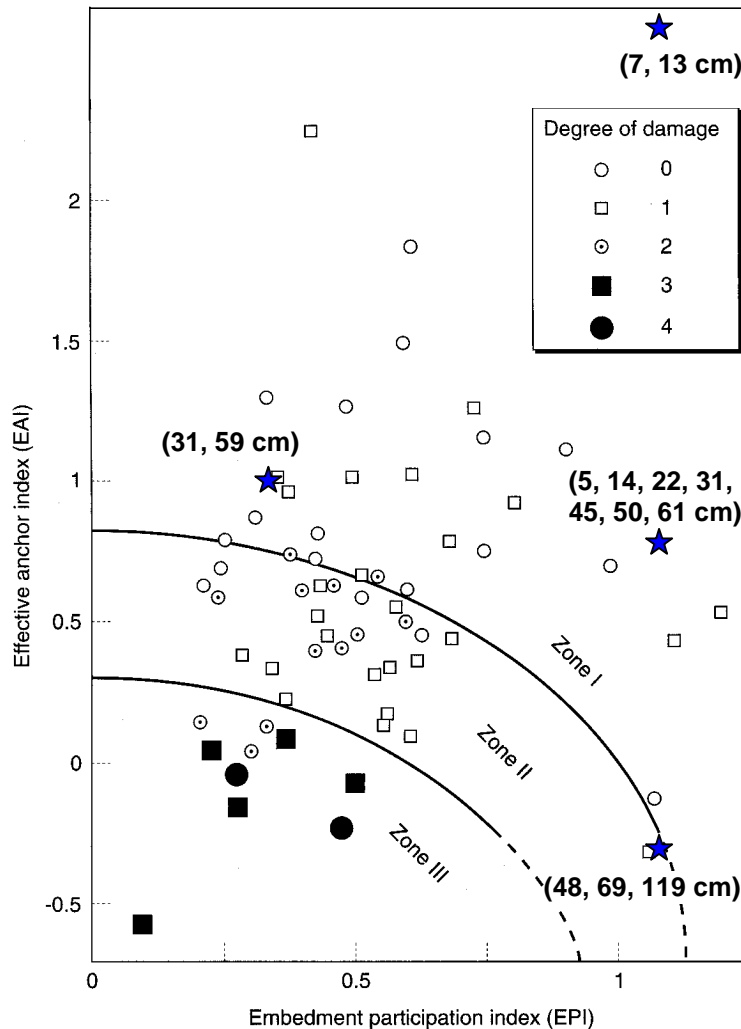 (7, 13 cm)
Degree of damage
0
1
2
3
4
2
1.5
1
0.5
0
-0.5
Effective anchor index (EAI)
(31, 59 cm)
(5, 14, 22, 31,
45, 50, 61 cm)
Zone I
Zone II
Zone III
(48, 69, 119 cm)
0
0.5
1
Embedment participation index (EPI)